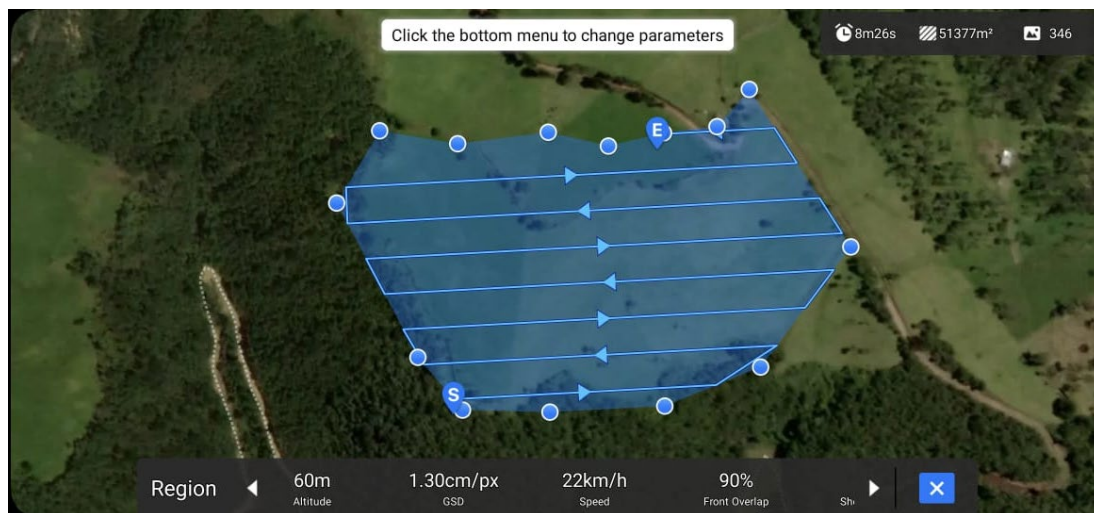 Click the bottom menu to change parameters
8m26s 51377m² 346
E
S
Region 60m 1.30cm/px 22km/h 90%
Altitude GSD Speed Front Overlap